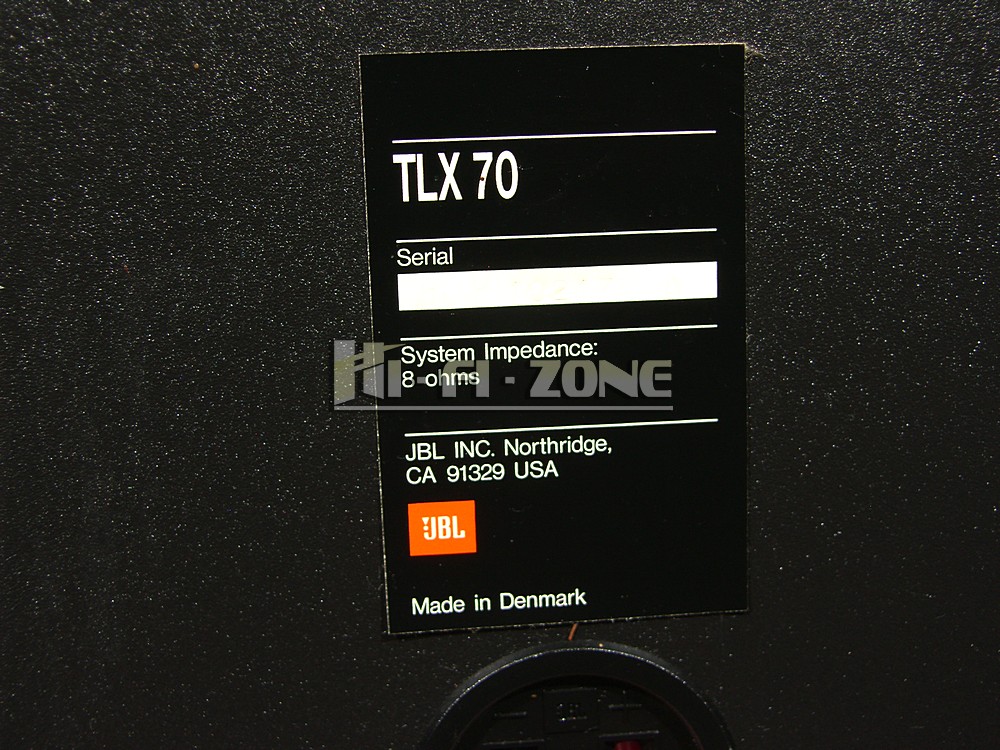 TLX 70
Serial
System Impedance:
8 ohms
HI-FI-ZONE
JBL INC. Northridge,
CA 91329 USA
JBL
Made in Denmark